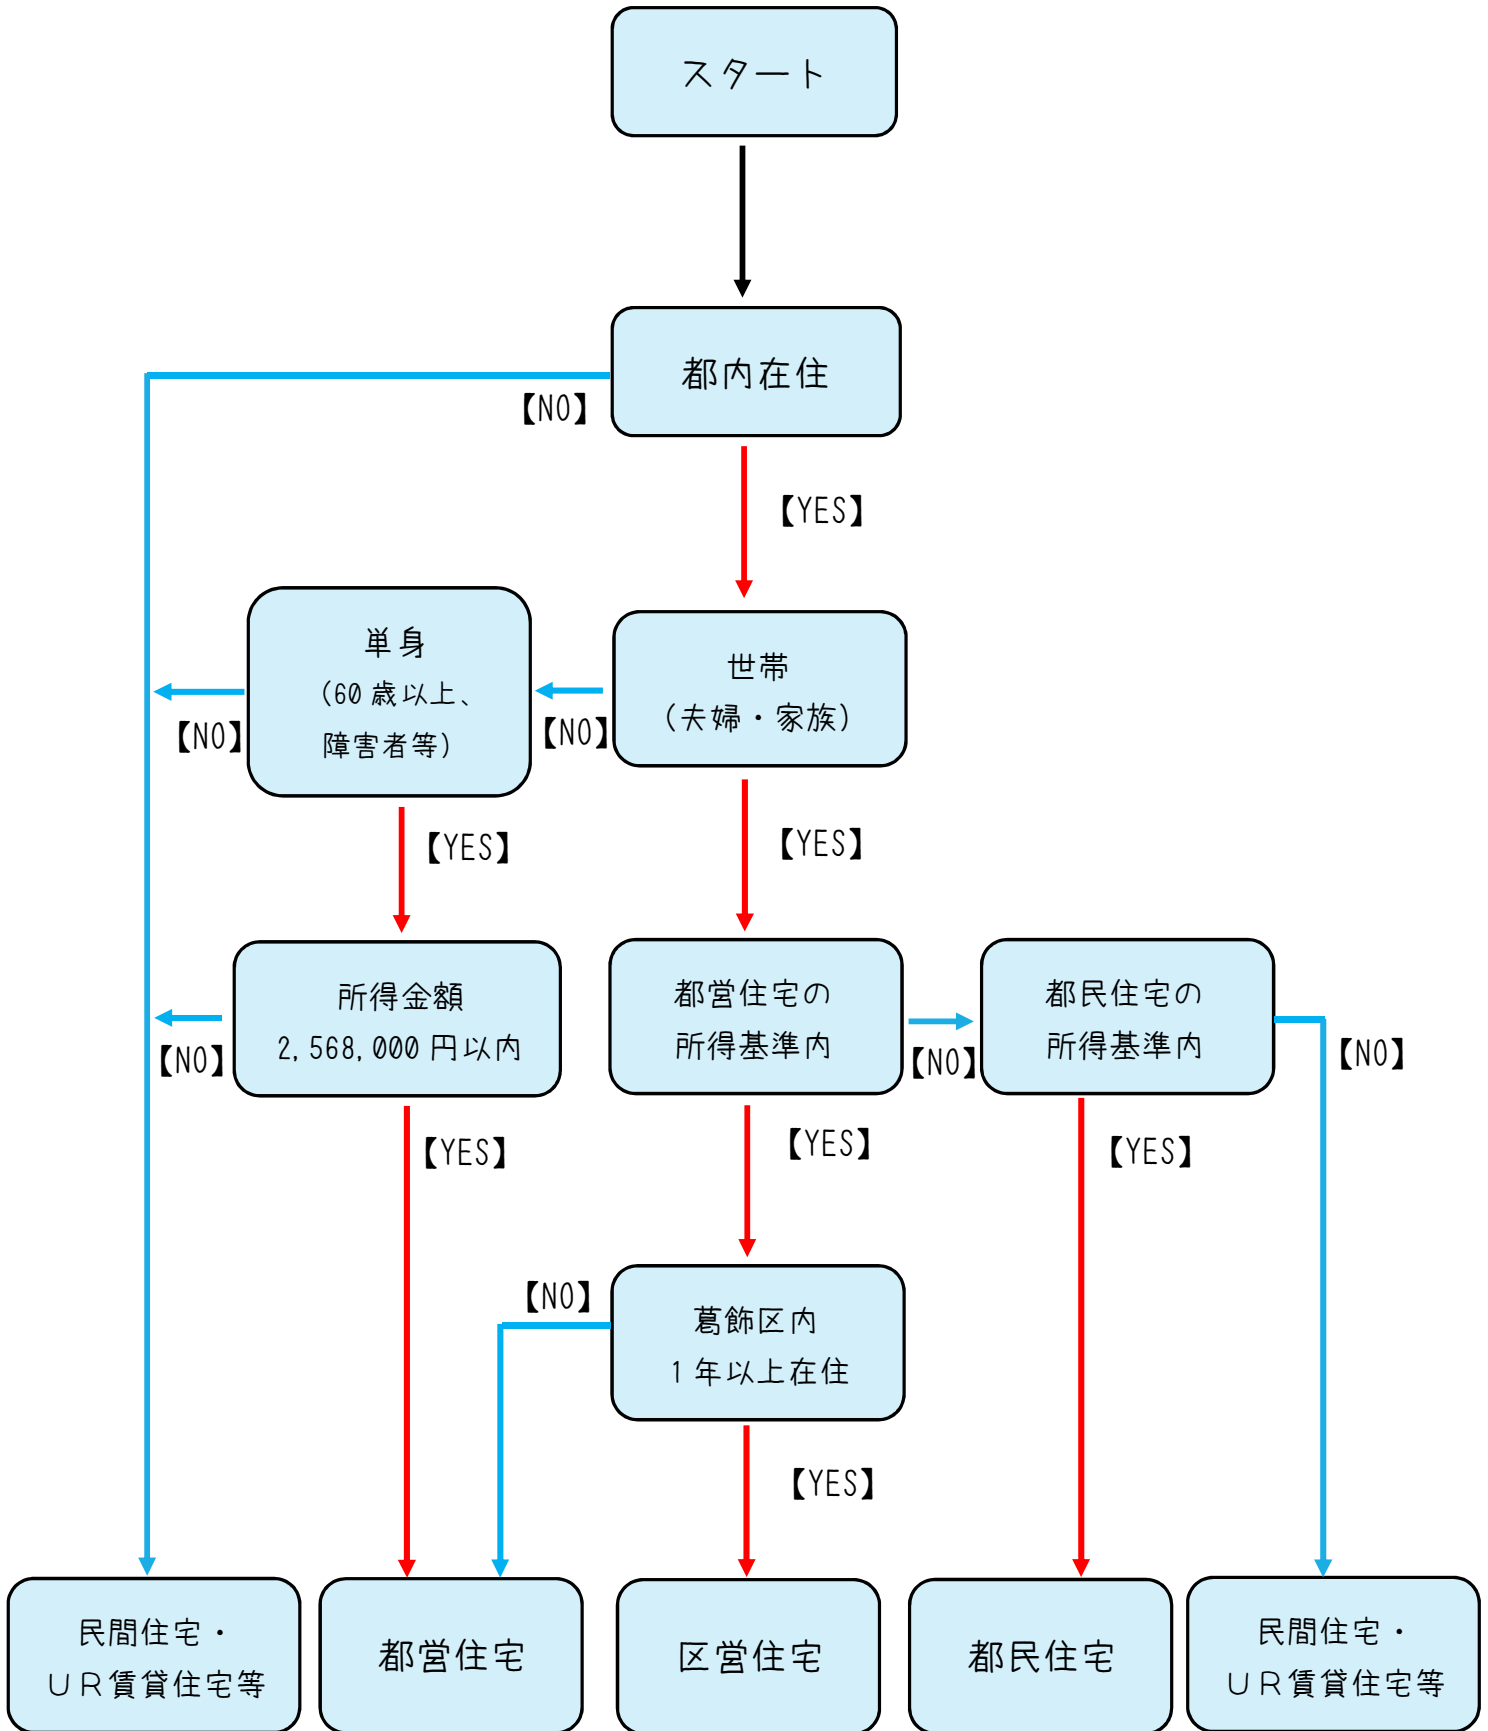 スタート
都内在住
【NO】
【YES】
単身
(60歳以上、
障害者等)
世帯
(夫婦・家族)
【NO】
【NO】
【YES】
【YES】
所得金額
2,568,000円以内
都営住宅の
所得基準内
都民住宅の
所得基準内
【NO】
【NO】
【NO】
【YES】
【YES】
【YES】
葛飾区内
1年以上在住
【NO】
【YES】
民間住宅・
UR賃貸住宅等
都営住宅
区営住宅
都民住宅
民間住宅・
UR賃貸住宅等